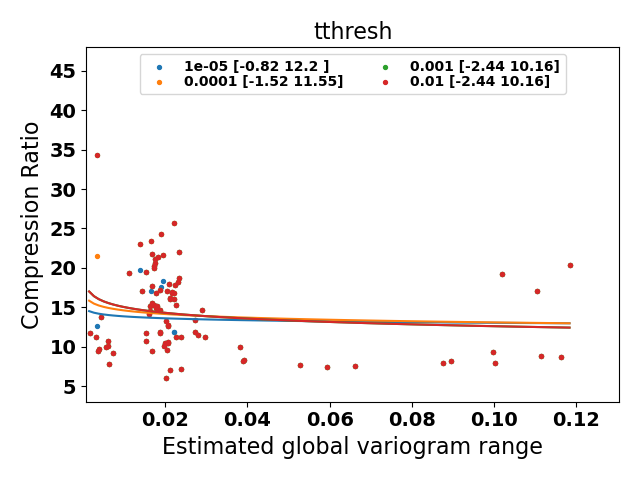 tthresh
1e-05 [-0.82 12.2 ]
0.0001 [-1.52 11.55]
0.001 [-2.44 10.16]
0.01 [-2.44 10.16]
Compression Ratio
45
40
35
30
25
20
15
10
5
0.02 0.04 0.06 0.08 0.10 0.12
Estimated global variogram range